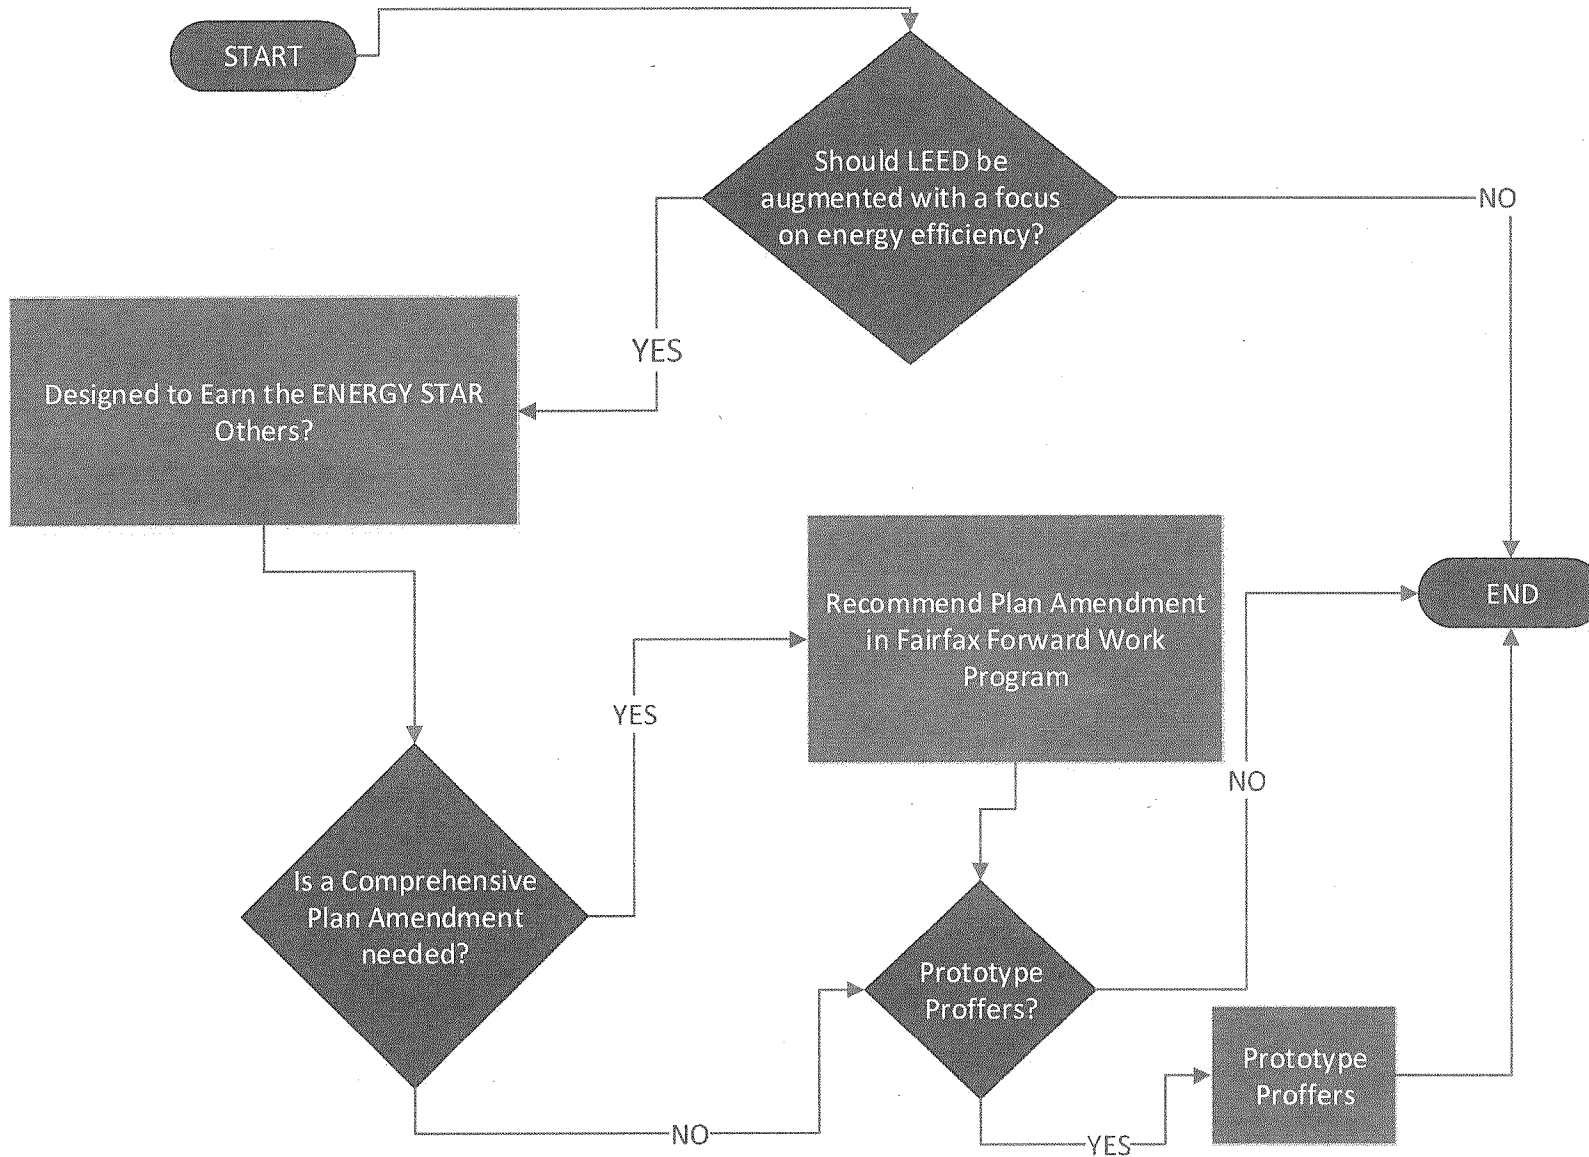 START
Should LEED be
augmented with a focus
on energy efficiency?
NO
YES
Designed to Earn the ENERGY STAR
Others?
Recommend Plan Amendment
in Fairfax Forward Work
Program
END
YES
NO
Is a Comprehensive
Plan Amendment
needed?
Prototype
Proffers?
Prototype
Proffers
NO
YES